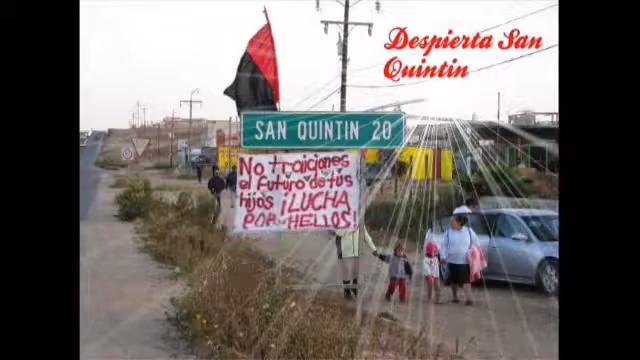 Despierta San
Quintin
SAN QUINTIN 20
No traiciones
el futuro de tus
hijos ¡LUCHA
POR HELLOS!